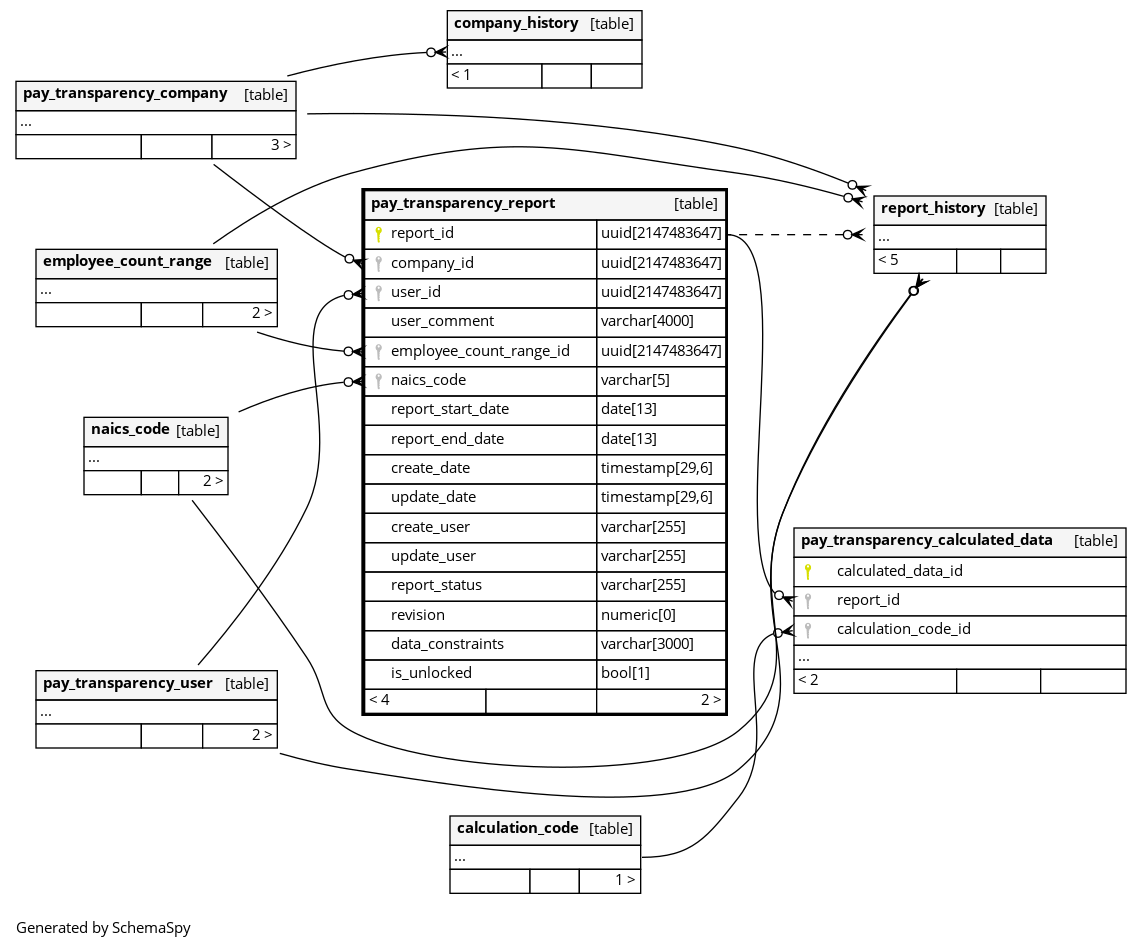 company_history [table]
...
< 1
pay_transparency_company [table]
...
3 >
pay_transparency_report [table]
report_id uuid[2147483647]
company_id uuid[2147483647]
user_id uuid[2147483647]
user_comment varchar[4000]
employee_count_range_id uuid[2147483647]
naics_code varchar[5]
report_start_date date[13]
report_end_date date[13]
create_date timestamp[29,6]
update_date timestamp[29,6]
create_user varchar[255]
update_user varchar[255]
report_status varchar[255]
revision numeric[0]
data_constraints varchar[3000]
is_unlocked bool[1]
< 4 2 >
report_history [table]
...
< 5
employee_count_range [table]
...
2 >
naics_code [table]
...
2 >
pay_transparency_calculated_data [table]
calculated_data_id
report_id
calculation_code_id
...
< 2
pay_transparency_user [table]
...
2 >
calculation_code [table]
...
1 >
Generated by SchemaSpy